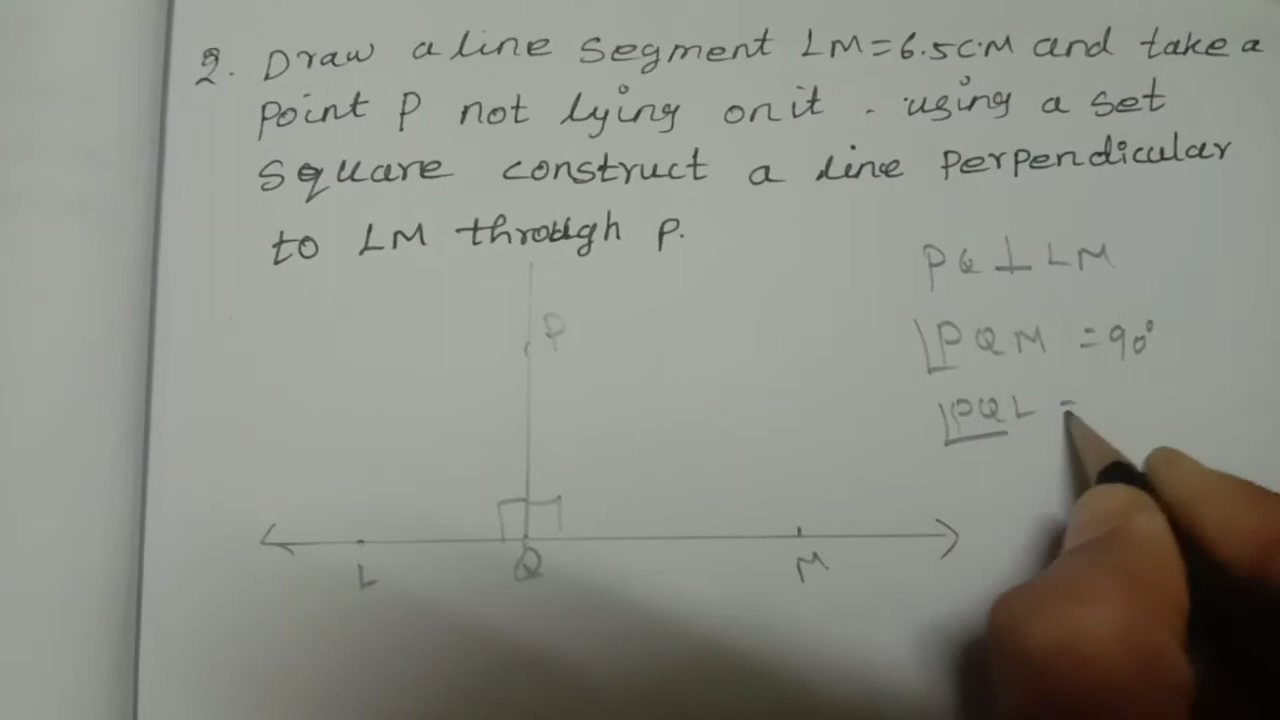 2. Draw a line segment LM=6.5CM and take a
point P not lying on it. using a set
square construct a line perpendicular
to LM through P.
PQ⊥LM
∠PQM =90°
∠PQL =
P
L Q M